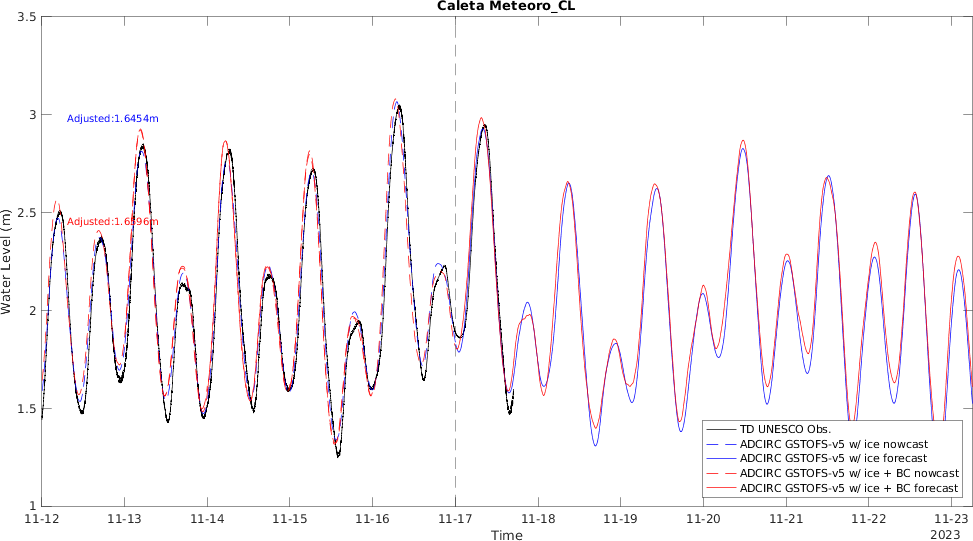 Caleta Meteoro_CL
3.5
3
2.5
2
1.5
1
Water Level (m)
Adjusted:1.6454m
Adjusted:1.6596m
TD UNESCO Obs.
ADCIRC GSTOFS-v5 w/ ice nowcast
ADCIRC GSTOFS-v5 w/ ice forecast
ADCIRC GSTOFS-v5 w/ ice + BC nowcast
ADCIRC GSTOFS-v5 w/ ice + BC forecast
11-12 11-13 11-14 11-15 11-16 11-17 11-18 11-19 11-20 11-21 11-22 11-23
2023
Time